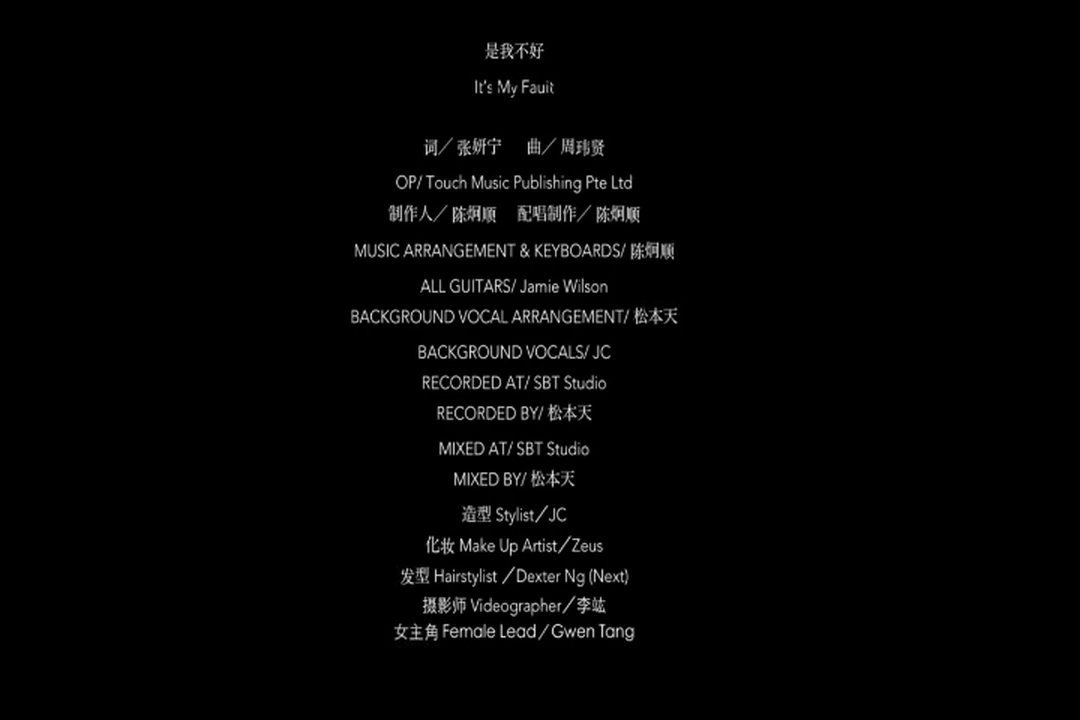 是我不好
It's My Fault
词／张妍宁 曲／周玮贤
OP/ Touch Music Publishing Pte Ltd
制作人／陈炯顺 配唱制作／陈炯顺
MUSIC ARRANGEMENT & KEYBOARDS/ 陈炯顺
ALL GUITARS/ Jamie Wilson
BACKGROUND VOCAL ARRANGEMENT/ 松本天
BACKGROUND VOCALS/ JC
RECORDED AT/ SBT Studio
RECORDED BY/ 松本天
MIXED AT/ SBT Studio
MIXED BY/ 松本天
造型 Stylist／JC
化妆 Make Up Artist／Zeus
发型 Hairstylist ／Dexter Ng (Next)
摄影师 Videographer／李竑
女主角 Female Lead／Gwen Tang